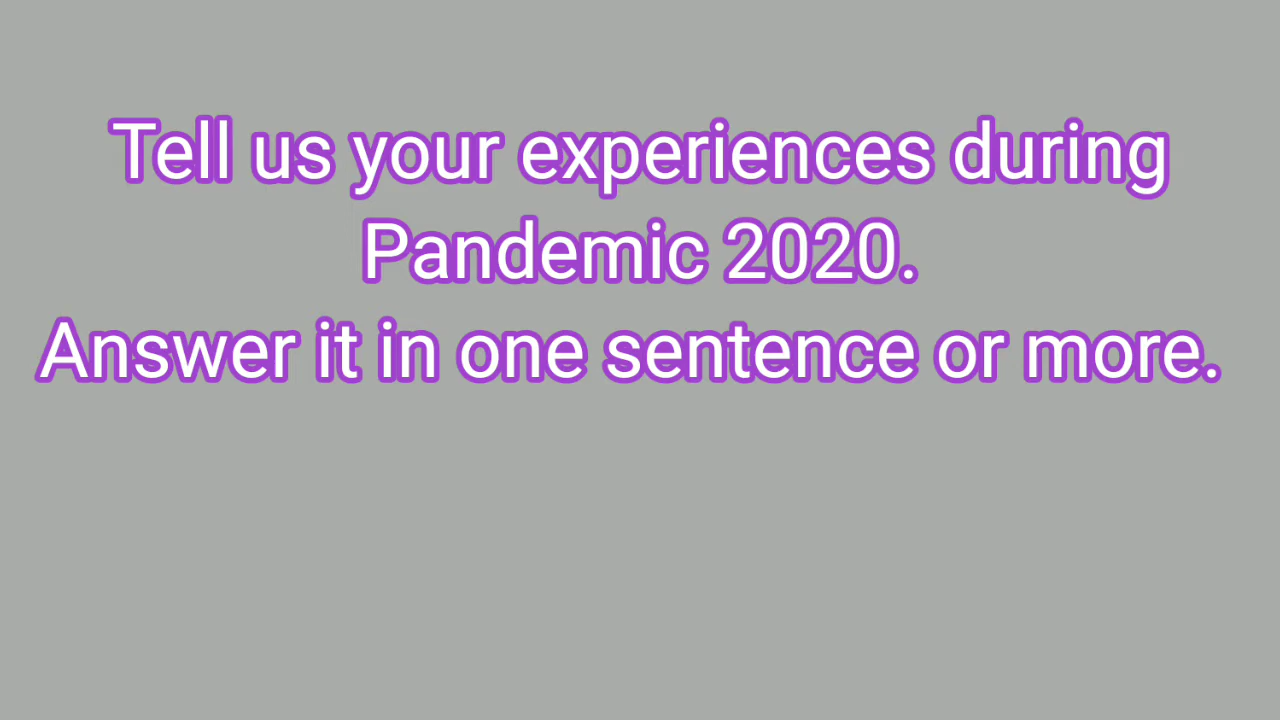 Tell us your experiences during
Pandemic 2020.
Answer it in one sentence or more.